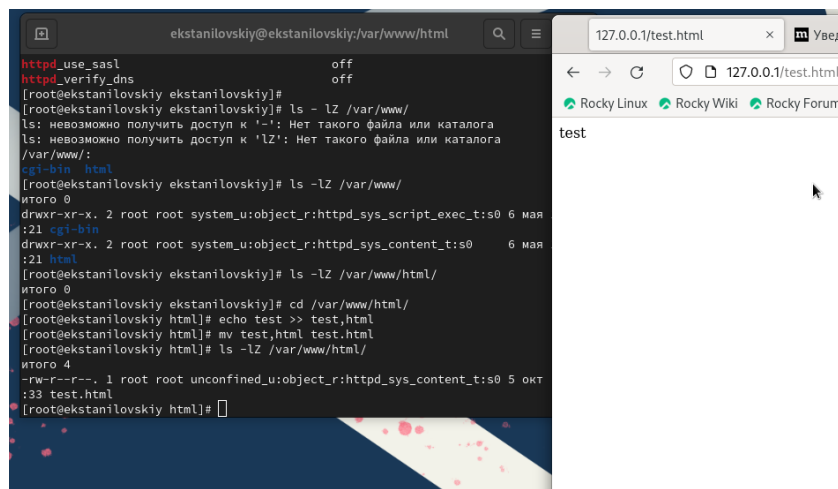 ekstanilovskiy@ekstanilovskiy:/var/www/html
httpd_use_sasl off
httpd_verify_dns off
[root@ekstanilovskiy ekstanilovskiy]#
[root@ekstanilovskiy ekstanilovskiy]# ls - lZ /var/www/
ls: невозможно получить доступ к '-': Нет такого файла или каталога
ls: невозможно получить доступ к 'lZ': Нет такого файла или каталога
/var/www/:
cgi-bin html
[root@ekstanilovskiy ekstanilovskiy]# ls -lZ /var/www/
итого 0
drwxr-xr-x. 2 root root system_u:object_r:httpd_sys_script_exec_t:s0 6 мая
:21 cgi-bin
drwxr-xr-x. 2 root root system_u:object_r:httpd_sys_content_t:s0 6 мая
:21 html
[root@ekstanilovskiy ekstanilovskiy]# ls -lZ /var/www/html/
итого 0
[root@ekstanilovskiy ekstanilovskiy]# cd /var/www/html/
[root@ekstanilovskiy html]# echo test >> test,html
[root@ekstanilovskiy html]# mv test,html test.html
[root@ekstanilovskiy html]# ls -lZ /var/www/html/
итого 4
-rw-r--r--. 1 root root unconfined_u:object_r:httpd_sys_content_t:s0 5 окт
:33 test.html
[root@ekstanilovskiy html]#
127.0.0.1/test.html
m Увед
127.0.0.1/test.html
Rocky Linux Rocky Wiki Rocky Forum
test